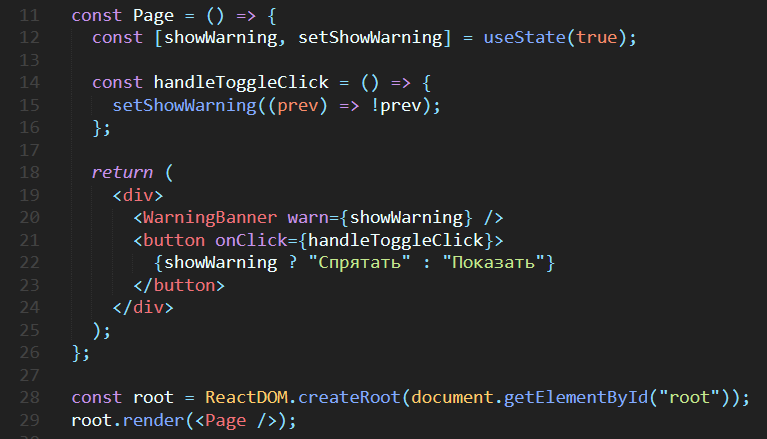 11 const Page = () => {
12 const [showWarning, setShowWarning] = useState(true);
13
14 const handleToggleClick = () => {
15 setShowWarning((prev) => !prev);
16 };
17
18 return (
19 <div>
20 <WarningBanner warn={showWarning} />
21 <button onClick={handleToggleClick}>
22 {showWarning ? "Спрятать" : "Показать"}
23 </button>
24 </div>
25 );
26 };
27
28 const root = ReactDOM.createRoot(document.getElementById("root"));
29 root.render(<Page />);